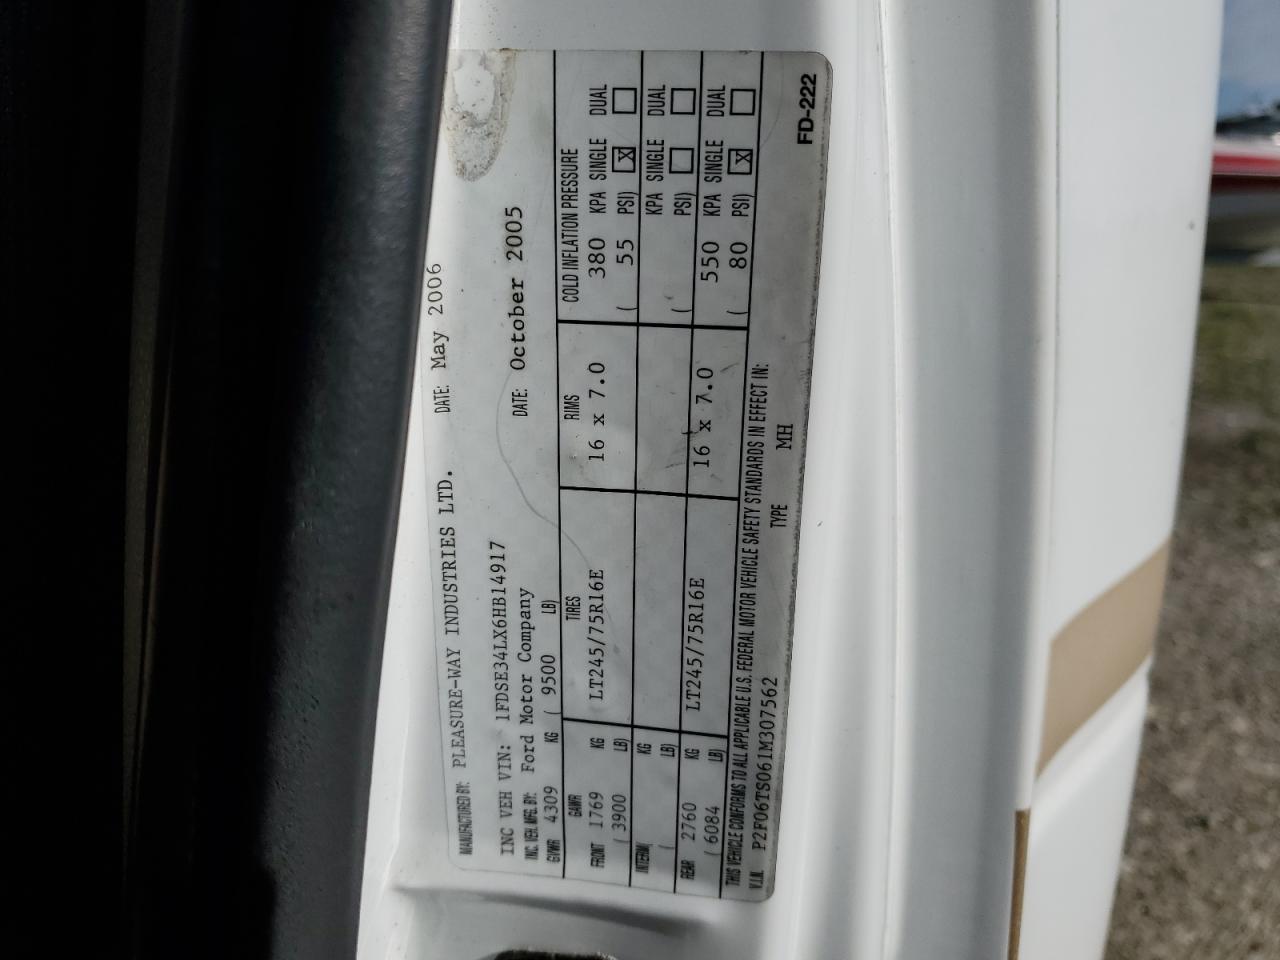 MANUFACTURED BY: PLEASURE-WAY INDUSTRIES LTD. DATE: May 2006
INC VEH VIN: 1FDSE34LX6HB14917
INC. VEH. MFG. BY: Ford Motor Company DATE: October 2005
GVWR 4309 KG ( 9500 LB)
GAWR TIRES RIMS COLD INFLATION PRESSURE
FRONT 1769 KG LT245/75R16E 16 x 7.0 380 KPA SINGLE DUAL
( 3900 LB) ( 55 PSI) X
INTERM( KG KPA SINGLE DUAL
( LB) ( PSI)
REAR 2760 KG LT245/75R16E 16 x 7.0 550 KPA SINGLE DUAL
( 6084 LB) ( 80 PSI) X
THIS VEHICLE CONFORMS TO ALL APPLICABLE U.S. FEDERAL MOTOR VEHICLE SAFETY STANDARDS IN EFFECT IN:
V.I.N. P2F06TS061M307562 TYPE MH
FD-222